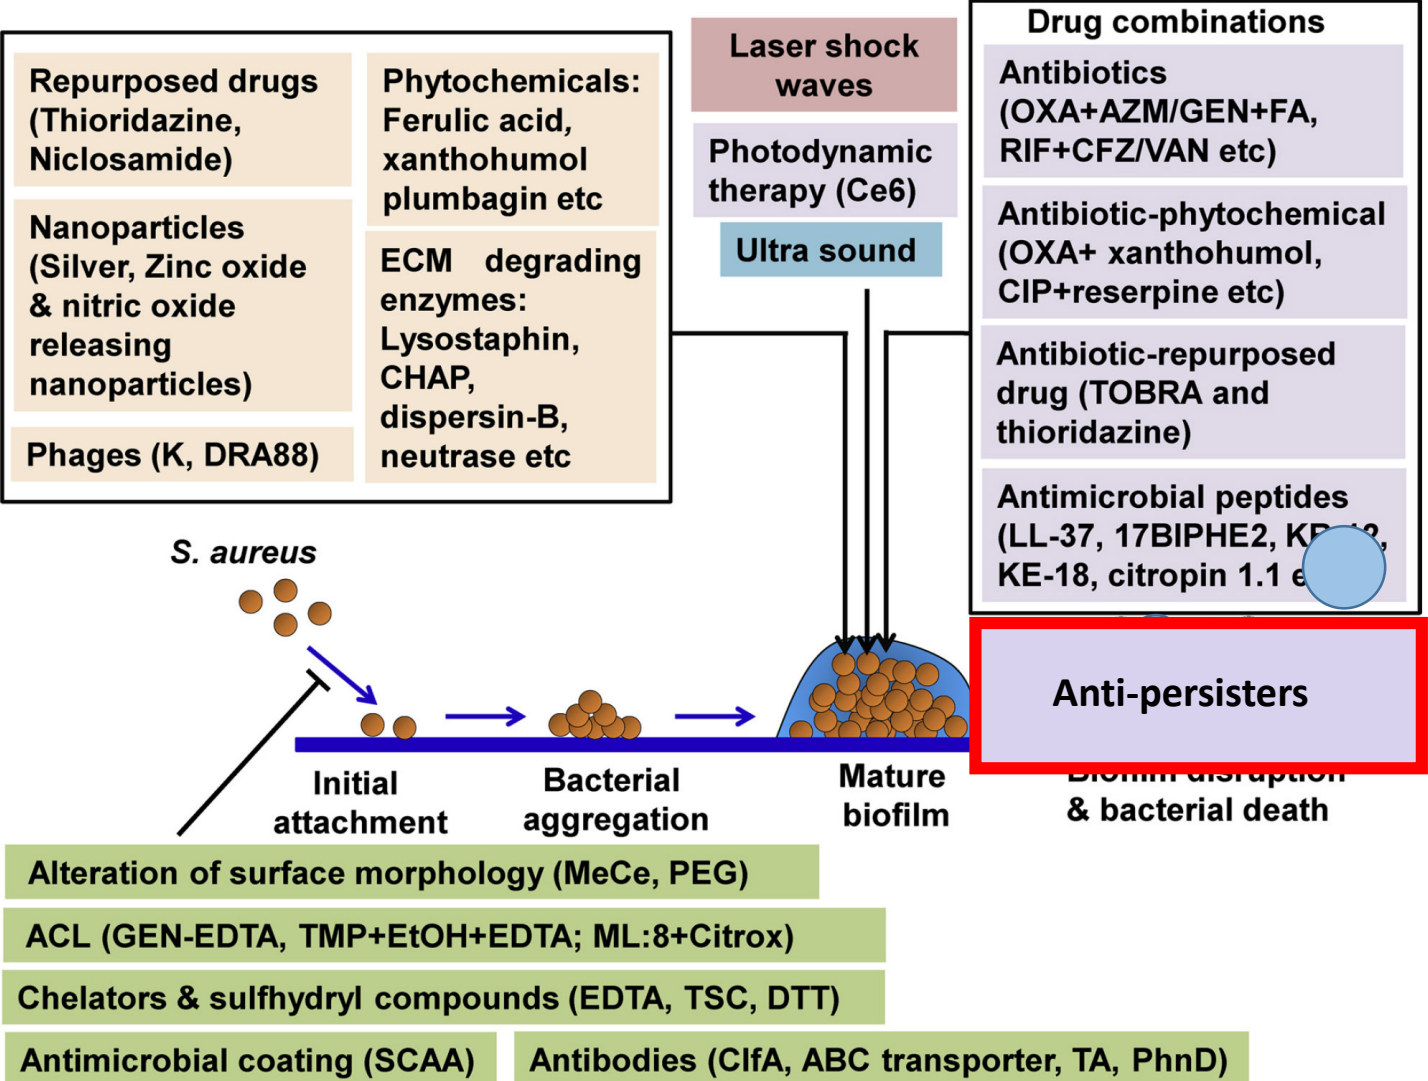 Repurposed drugs
(Thioridazine,
Niclosamide)
Nanoparticles
(Silver, Zinc oxide
& nitric oxide
releasing
nanoparticles)
Phages (K, DRA88)
Phytochemicals:
Ferulic acid,
xanthohumol
plumbagin etc
ECM degrading
enzymes:
Lysostaphin,
CHAP,
dispersin-B,
neutrase etc
Laser shock
waves
Photodynamic
therapy (Ce6)
Ultra sound
Drug combinations
Antibiotics
(OXA+AZM/GEN+FA,
RIF+CFZ/VAN etc)
Antibiotic-phytochemical
(OXA+ xanthohumol,
CIP+reserpine etc)
Antibiotic-repurposed
drug (TOBRA and
thioridazine)
Antimicrobial peptides
(LL-37, 17BIPHE2,
KE-18, citropin 1.1
Anti-persisters
S. aureus
Initial
attachment
Bacterial
aggregation
Mature
biofilm
Biofilm disruption
& bacterial death
Alteration of surface morphology (MeCe, PEG)
ACL (GEN-EDTA, TMP+EtOH+EDTA; ML:8+Citrox)
Chelators & sulfhydryl compounds (EDTA, TSC, DTT)
Antimicrobial coating (SCAA)
Antibodies (ClfA, ABC transporter, TA, PhnD)